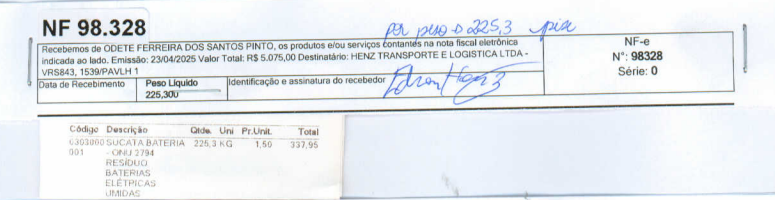 NF 98.328
por peso D 225,3
Recebemos de ODETE FERREIRA DOS SANTOS PINTO, os produtos e/ou serviços contantes na nota fiscal eletrônica
indicada ao lado. Emissão: 23/04/2025 Valor Total: R$ 5.075,00 Destinatário: HENZ TRANSPORTE E LOGISTICA LTDA -
VRS843, 1539/PAVLH 1
NF-e
N°: 98328
Série: 0
Data de Recebimento
Peso Líquido
225,300
Identificação e assinatura do recebedor
Código Descrição Qtde. Uni Pr.Unit. Total
6303000 SUCATA BATERIA 225,3 KG 1,50 337,95
001 - ONU 2794
RESÍDUO
BATERIAS
ELÉTRICAS
UMIDAS